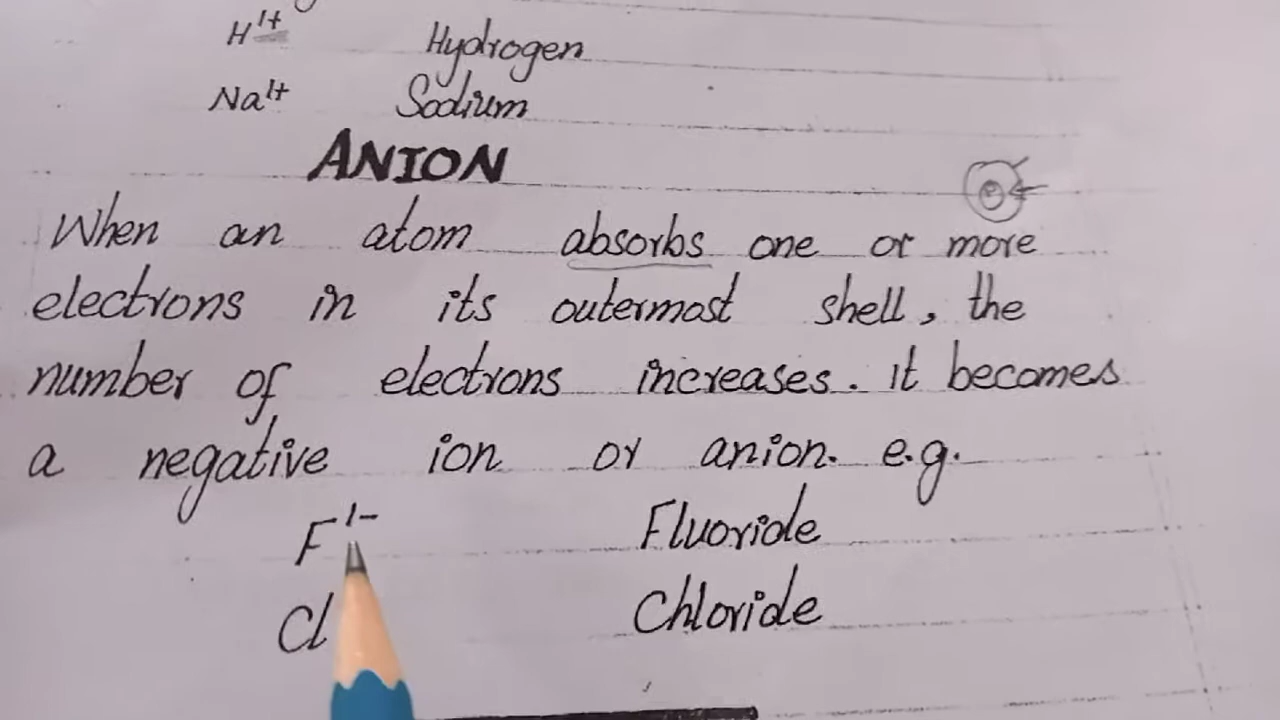 H¹⁺ Hydrogen
Na¹⁺ Sodium
ANION
When an atom absorbs one or more
electrons in its outermost shell, the
number of electrons increases. It becomes
a negative ion or anion. e.g.
F¹⁻ Fluoride
Cl Chloride